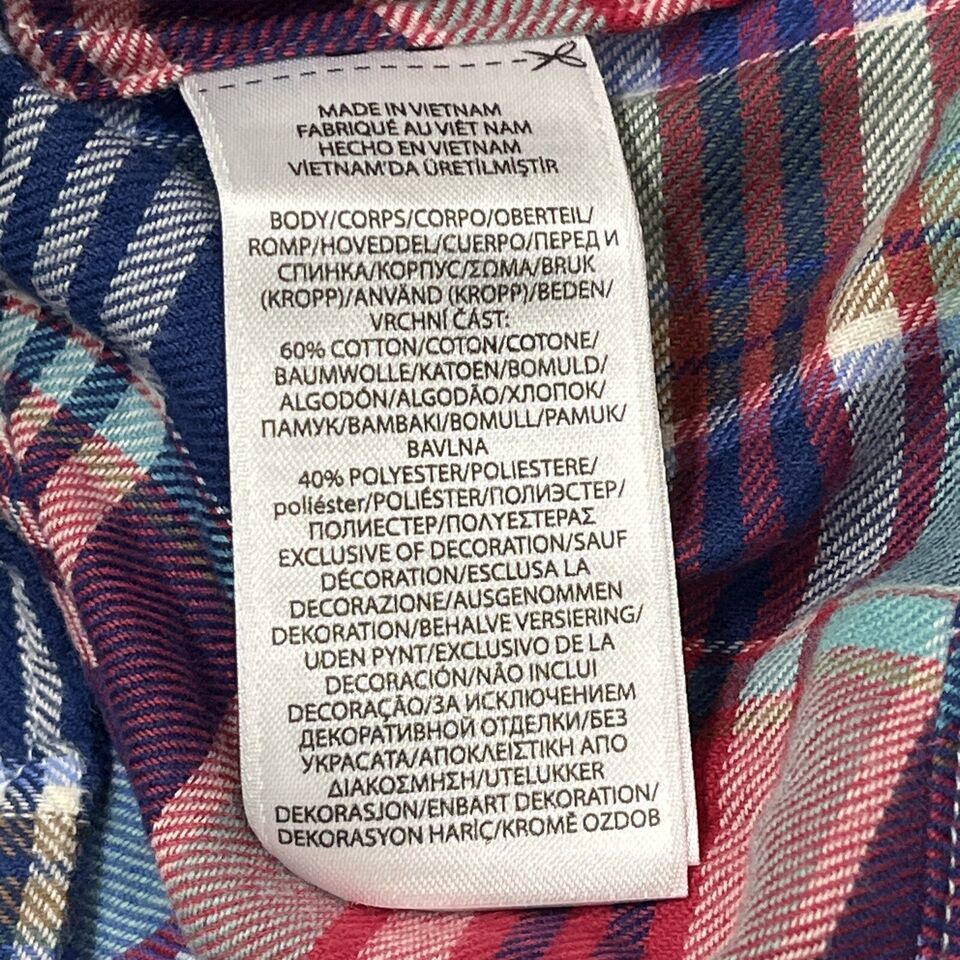 MADE IN VIETNAM
FABRIQUÉ AU VIÊT NAM
HECHO EN VIETNAM
VİETNAM'DA ÜRETİLMİŞTİR
BODY/CORPS/CORPO/OBERTEIL/
ROMP/HOVEDDEL/CUERPO/ПЕРЕД И
СПИНКА/КОРПУС/ΣΩΜΑ/BRUK
(KROPP)/ANVÄND (KROPP)/BEDEN/
VRCHNÍ ČÁST:
60% COTTON/COTON/COTONE/
BAUMWOLLE/KATOEN/BOMULD/
ALGODÓN/ALGODÃO/ХЛОПОК/
ПАМУК/ΒΑΜΒΑΚΙ/BOMULL/PAMUK/
BAVLNA
40% POLYESTER/POLIESTERE/
poliéster/POLIÉSTER/ПОЛИЭСТЕР/
ПОЛИЕСТЕР/ΠΟΛΥΕΣΤΕΡΑΣ
EXCLUSIVE OF DECORATION/SAUF
DÉCORATION/ESCLUSA LA
DECORAZIONE/AUSGENOMMEN
DEKORATION/BEHALVE VERSIERING/
UDEN PYNT/EXCLUSIVO DE LA
DECORACIÓN/NÃO INCLUI
DECORAÇÃO/ЗА ИСКЛЮЧЕНИЕМ
ДЕКОРАТИВНОЙ ОТДЕЛКИ/БЕЗ
УКРАСАТА/ΑΠΟΚΛΕΙΣΤΙΚΗ ΑΠΟ
ΔΙΑΚΟΣΜΗΣΗ/UTELUKKER
DEKORASJON/ENBART DEKORATION/
DEKORASYON HARİÇ/KROMĚ OZDOB